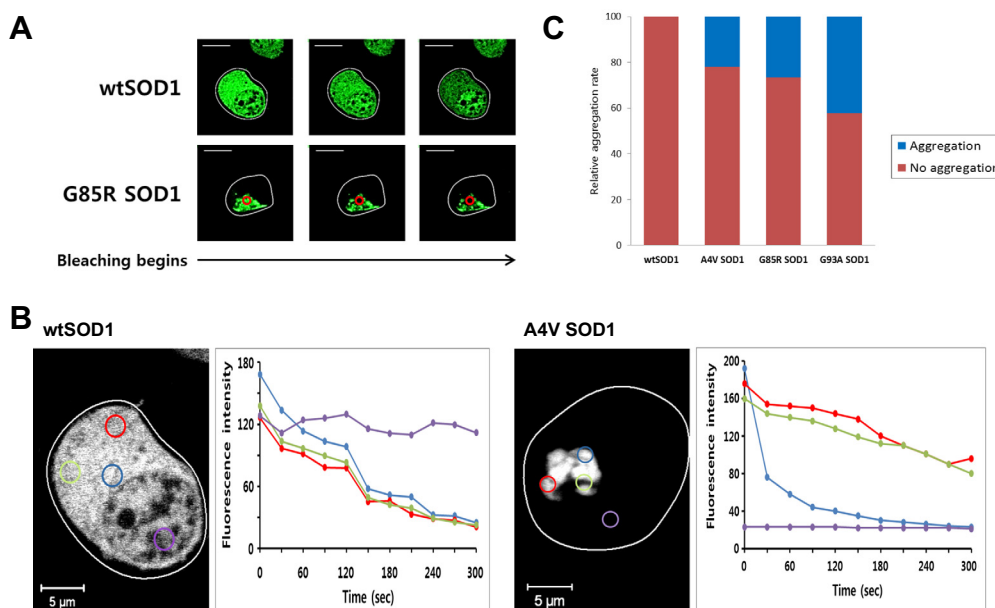 A
wtSOD1
G85R SOD1
Bleaching begins
C
Relative aggregation rate
100
80
60
40
20
0
wtSOD1
A4V SOD1
G85R SOD1
G93A SOD1
Aggregation
No aggregation
B
wtSOD1
5 µm
Fluorescence intensity
180
150
120
90
60
30
0
0 60 120 180 240 300
Time (sec)
A4V SOD1
5 µm
Fluorescence intensity
200
160
120
80
40
0
0 60 120 180 240 300
Time (sec)